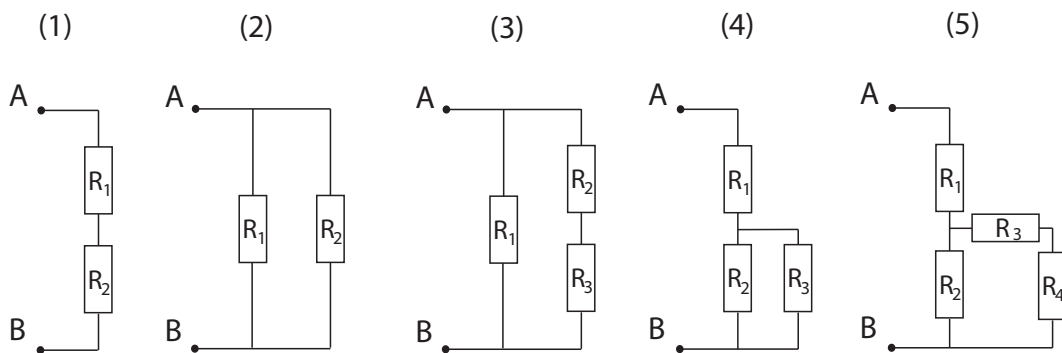 (1) (2) (3) (4) (5)
A A A A A
R1 R2
R1 R2
R1 R2 R3
R1 R2 R3
R1 R3 R2 R4
B B B B B